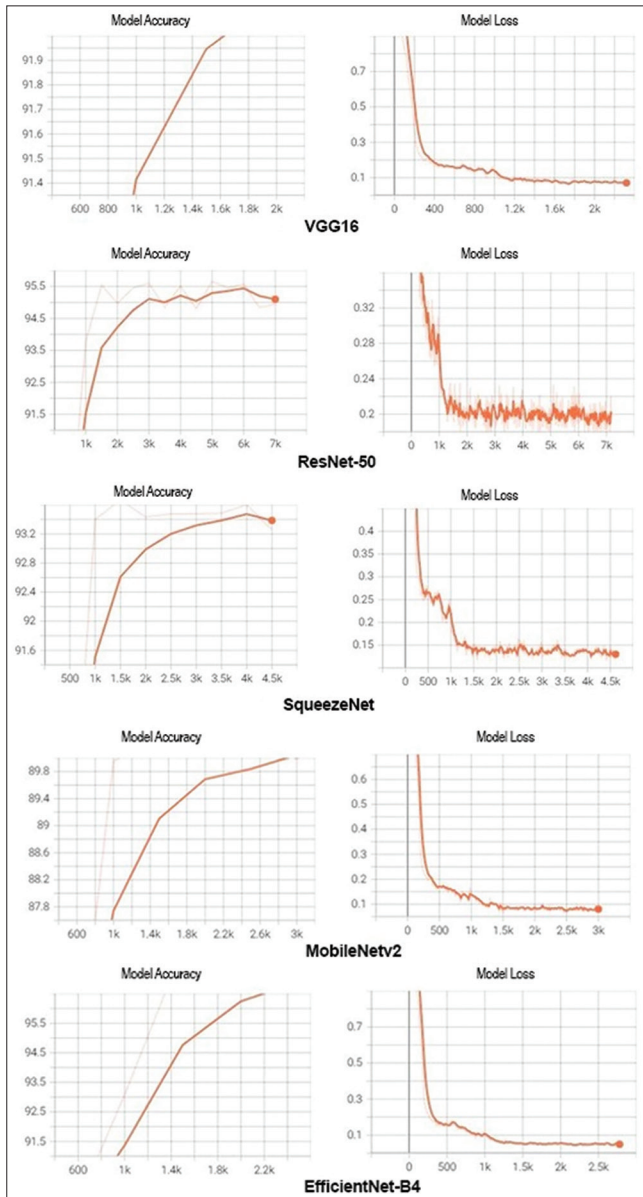 Model Accuracy Model Loss
91.9
91.8
91.7
91.6
91.5
91.4
600 800 1k 1.2k 1.4k 1.6k 1.8k 2k
0.7
0.5
0.3
0.1
0 400 800 1.2k 1.6k 2k
VGG16
Model Accuracy Model Loss
95.5
94.5
93.5
92.5
91.5
1k 2k 3k 4k 5k 6k 7k
0.32
0.28
0.24
0.2
0 1k 2k 3k 4k 5k 6k 7k
ResNet-50
Model Accuracy Model Loss
93.2
92.8
92.4
92
91.6
500 1k 1.5k 2k 2.5k 3k 3.5k 4k 4.5k
0.4
0.35
0.3
0.25
0.2
0.15
0 500 1k 1.5k 2k 2.5k 3k 3.5k 4k 4.5k
SqueezeNet
Model Accuracy Model Loss
89.8
89.4
89
88.6
88.2
87.8
600 1k 1.4k 1.8k 2.2k 2.6k 3k
0.6
0.5
0.4
0.3
0.2
0.1
0 500 1k 1.5k 2k 2.5k 3k
MobileNetv2
Model Accuracy Model Loss
95.5
94.5
93.5
92.5
91.5
600 1k 1.4k 1.8k 2.2k
0.7
0.5
0.3
0.1
0 500 1k 1.5k 2k 2.5k
EfficientNet-B4